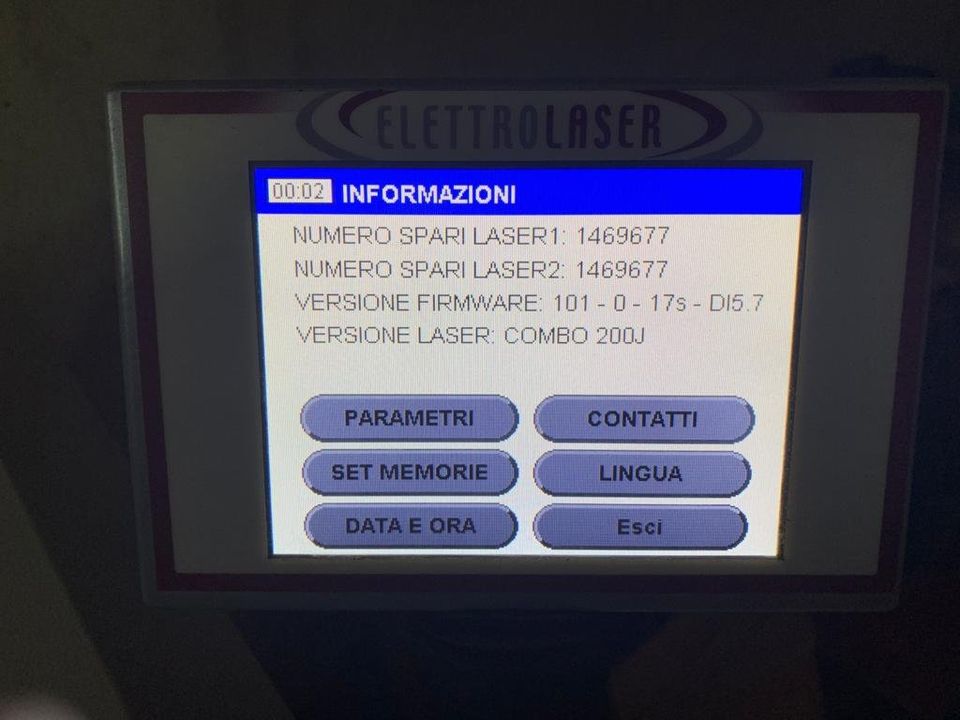 ELETTROLASER
00:02 INFORMAZIONI
NUMERO SPARI LASER1: 1469677
NUMERO SPARI LASER2: 1469677
VERSIONE FIRMWARE: 101 - 0 - 17s - DI5.7
VERSIONE LASER: COMBO 200J
PARAMETRI CONTATTI
SET MEMORIE LINGUA
DATA E ORA Esci